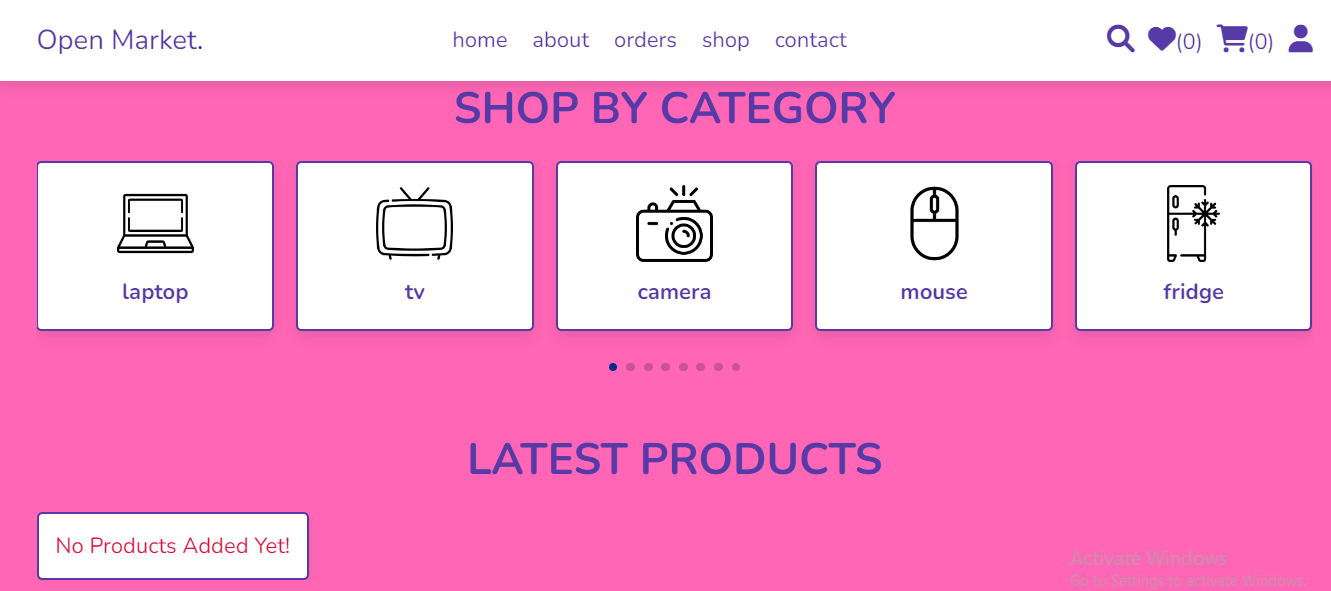 Open Market.
home about orders shop contact
(0) (0)
SHOP BY CATEGORY
laptop tv camera mouse fridge
LATEST PRODUCTS
No Products Added Yet!
Activate Windows
Go to Settings to activate Windows.